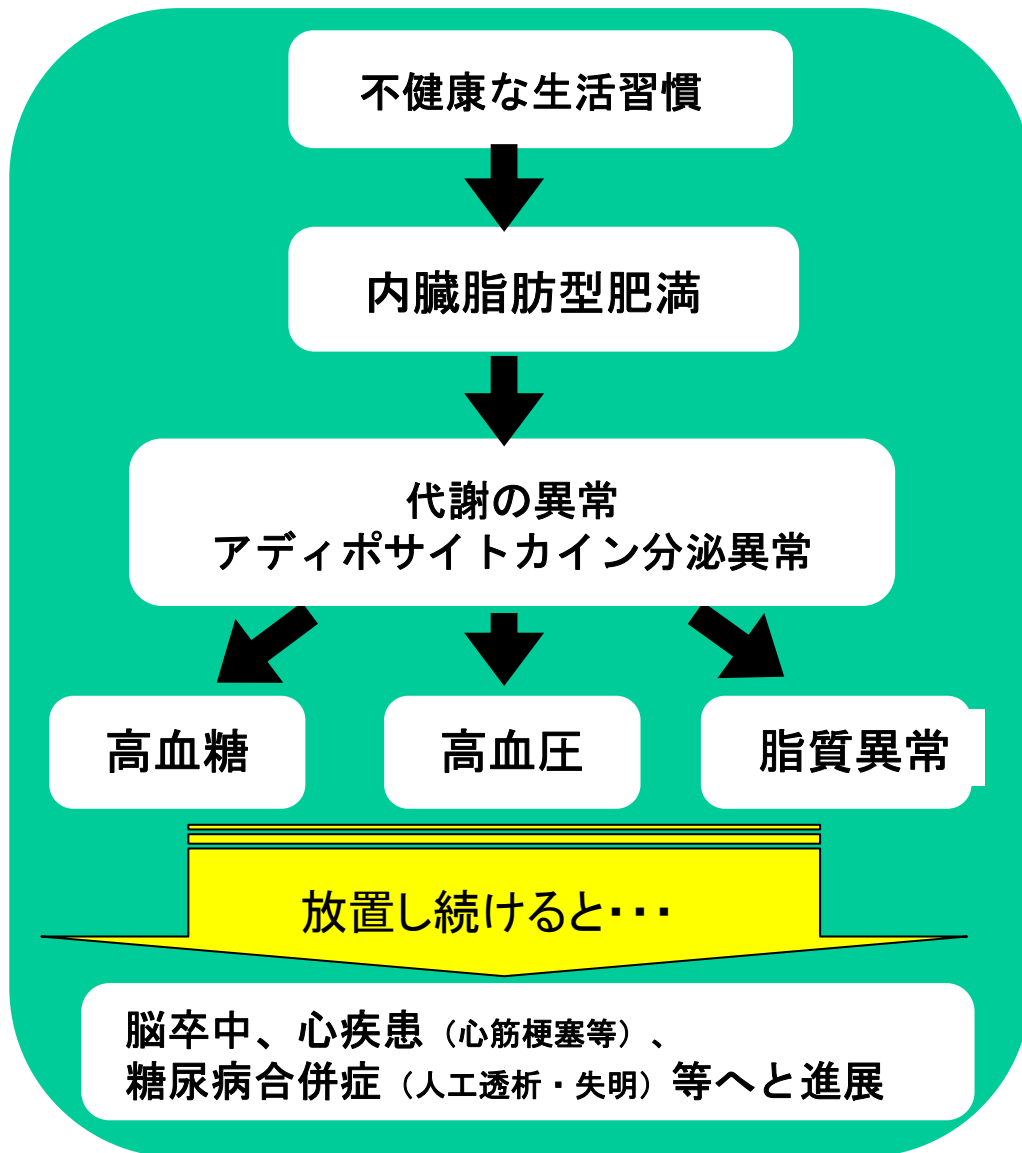 不健康な生活習慣
内臓脂肪型肥満
代謝の異常
アディポサイトカイン分泌異常
高血糖
高血圧
脂質異常
放置し続けると･･･
脳卒中、心疾患（心筋梗塞等）、
糖尿病合併症（人工透析・失明）等へと進展